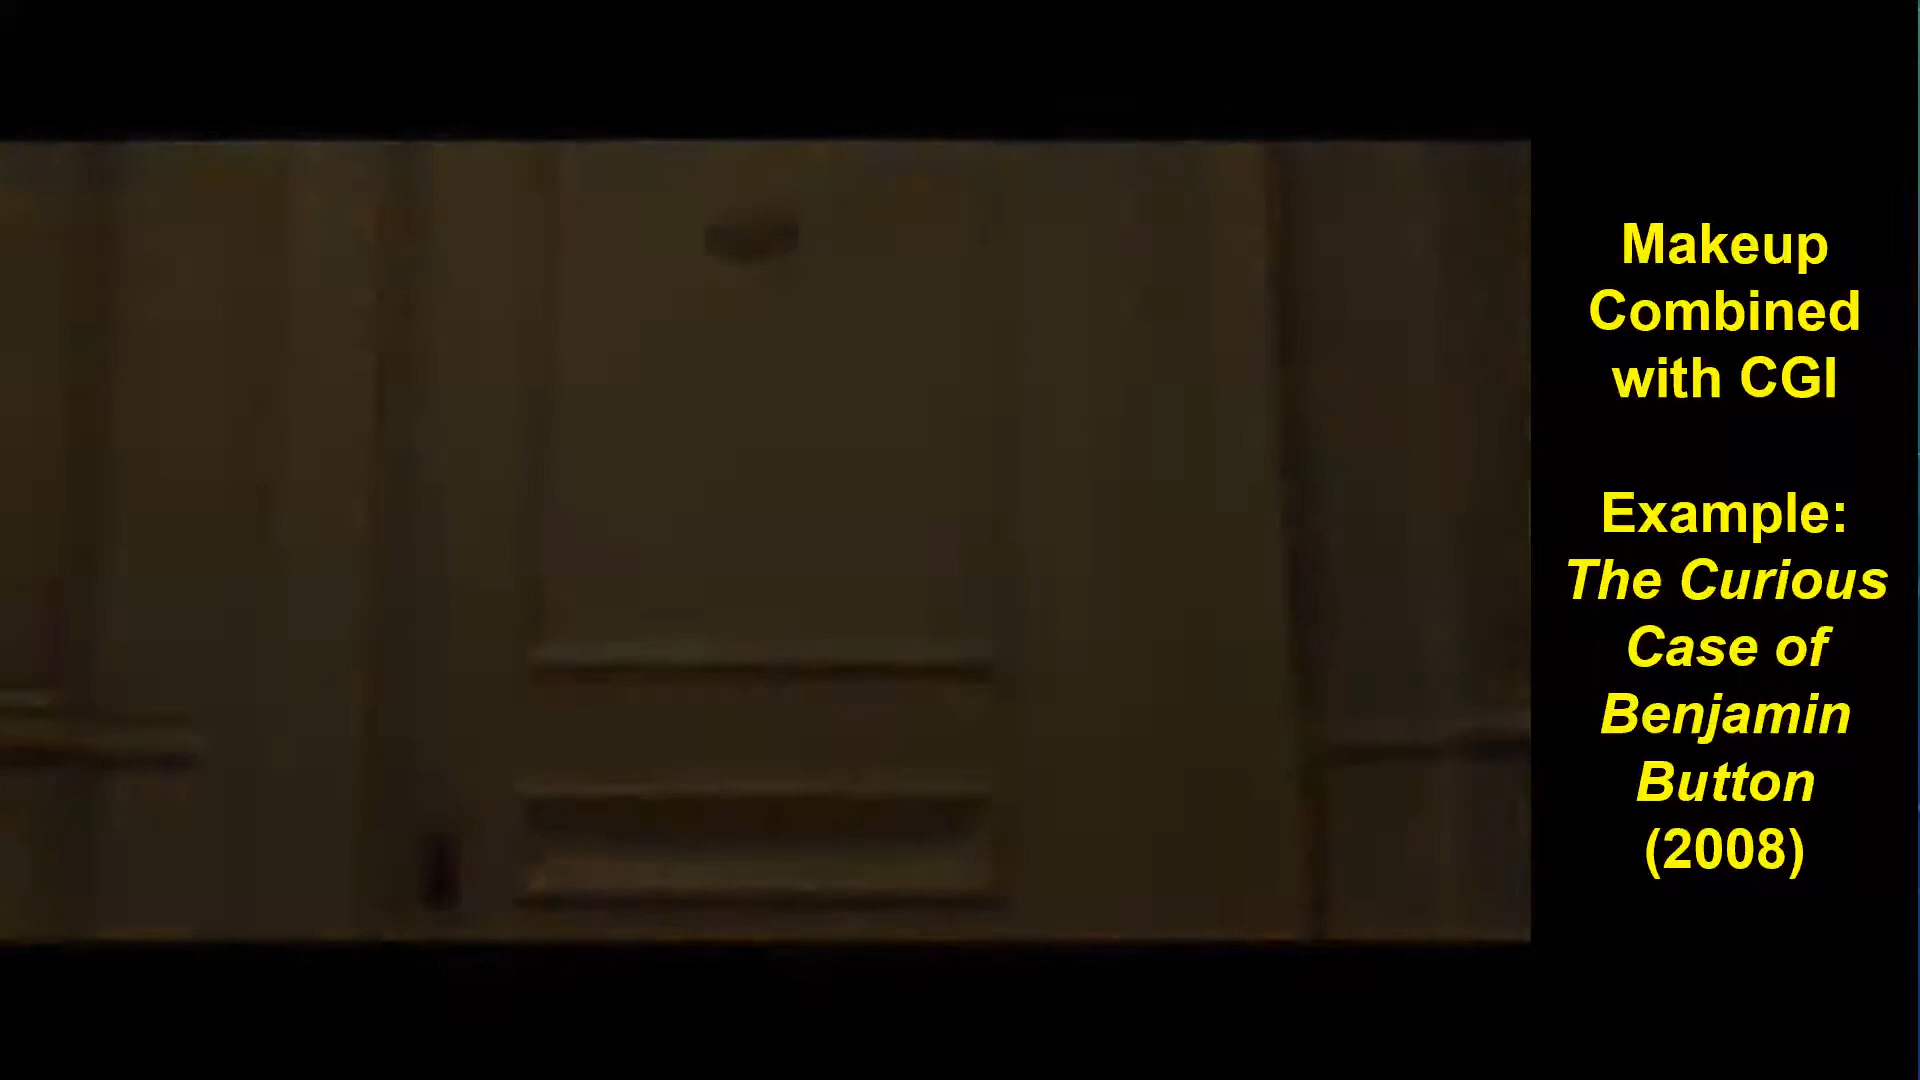 Makeup
Combined
with CGI
Example:
The Curious
Case of
Benjamin
Button
(2008)